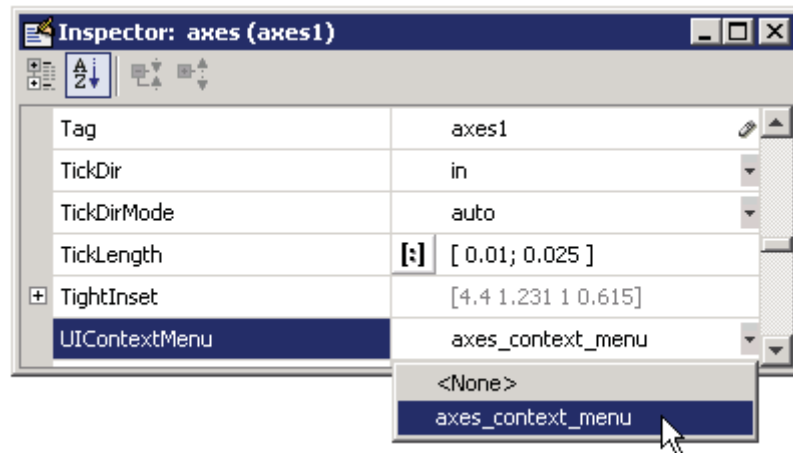 Inspector: axes (axes1)
Tag axes1
TickDir in
TickDirMode auto
TickLength [:] [ 0.01; 0.025 ]
TightInset [4.4 1.231 1 0.615]
UIContextMenu axes_context_menu
<None>
axes_context_menu